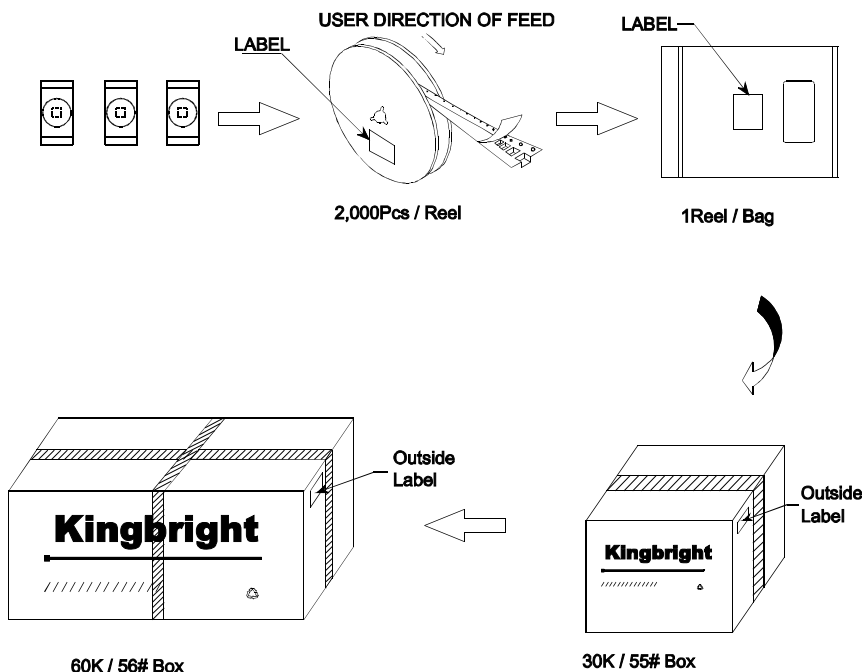 USER DIRECTION OF FEED
LABEL
LABEL
2,000Pcs / Reel
1Reel / Bag
Outside
Label
Kingbright
60K / 56# Box
Outside
Label
Kingbright
30K / 55# Box